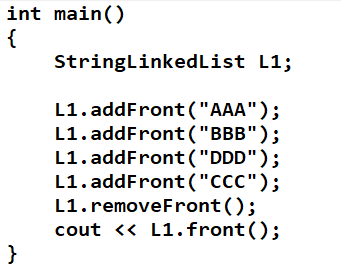 int main()
{
    StringLinkedList L1;

    L1.addFront("AAA");
    L1.addFront("BBB");
    L1.addFront("DDD");
    L1.addFront("CCC");
    L1.removeFront();
    cout << L1.front();
}